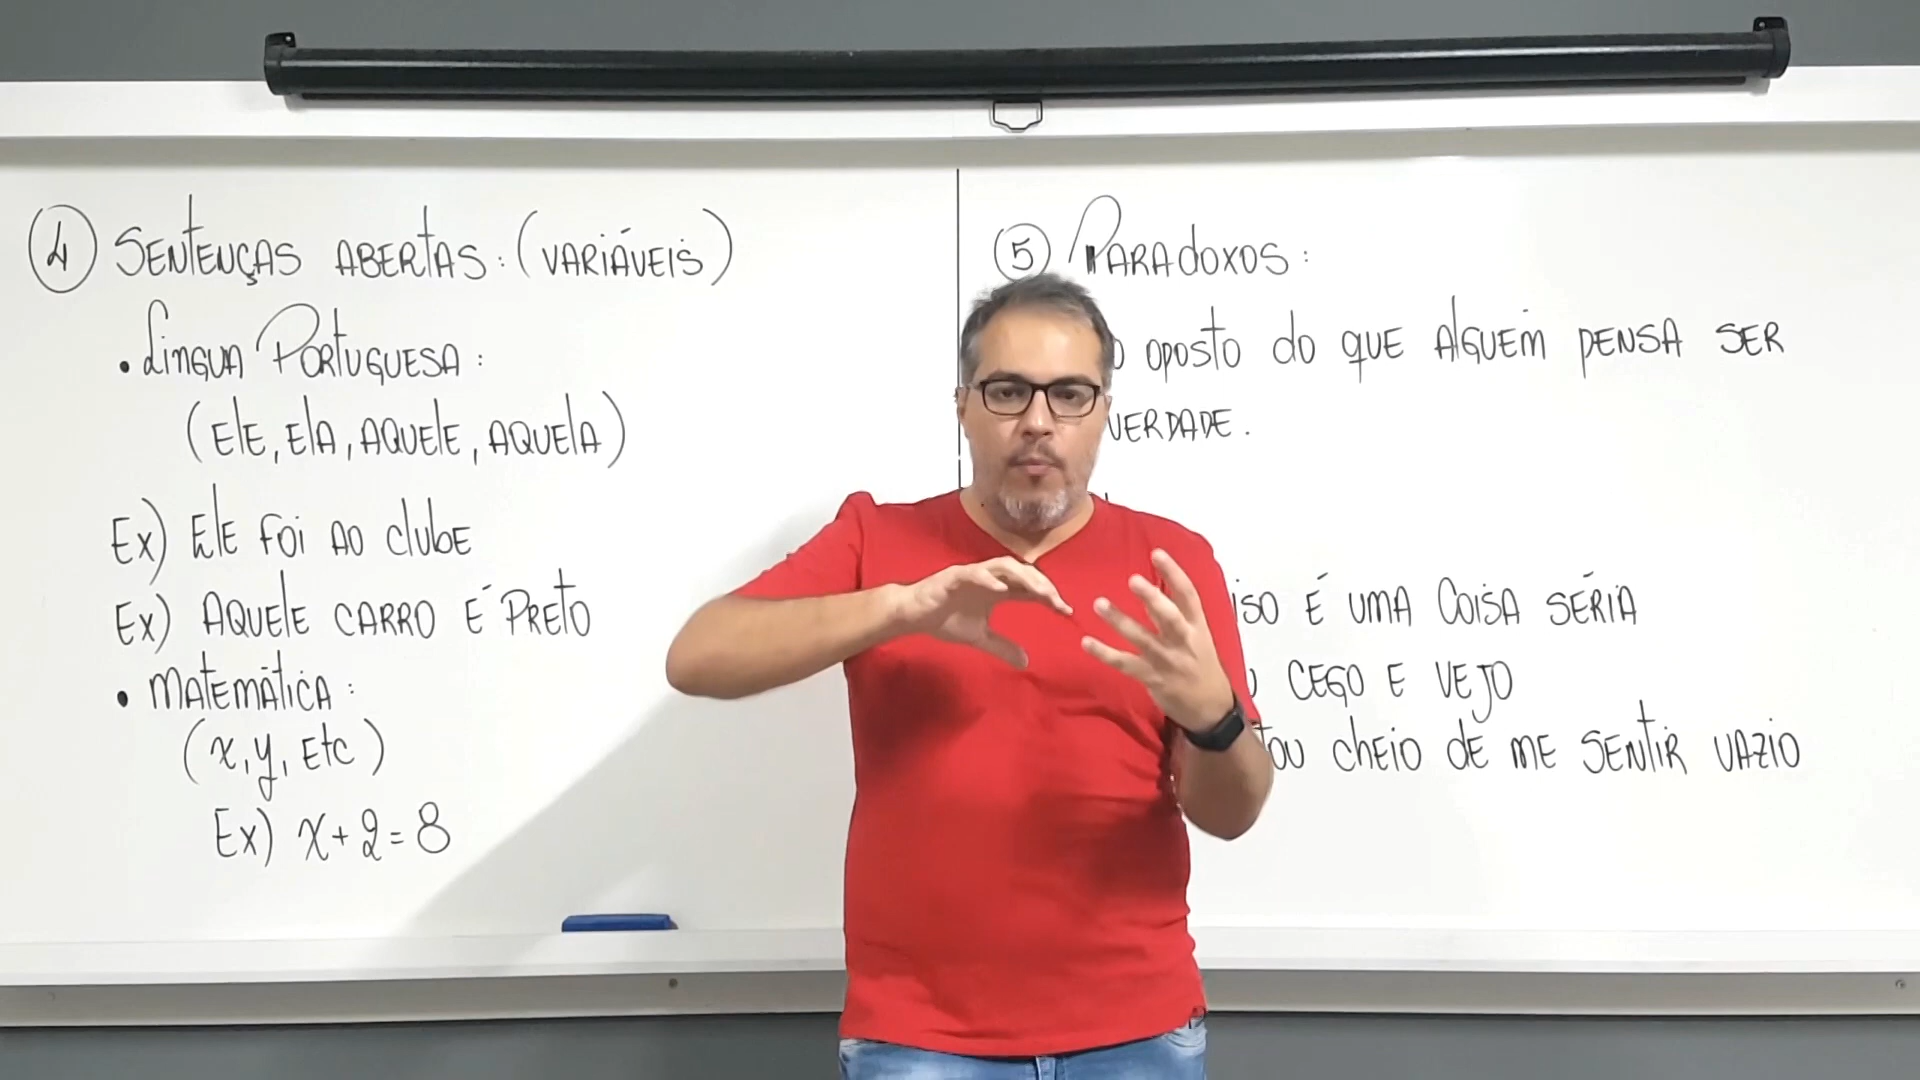 4 SENTENÇAS ABERTAS: (VARIÁVEIS)
• LÍNGUA PORTUGUESA:
(ELE, ELA, AQUELE, AQUELA)
Ex) ELE FOI AO CLUBE
Ex) AQUELE CARRO É PRETO
• MATEMÁTICA:
(x, y, Etc)
Ex) x + 2 = 8
5 PARADOXOS:
O OPOSTO DO QUE ALGUÉM PENSA SER
VERDADE.
É UMA COISA SÉRIA
CEGO E VEJO
CHEIO DE ME SENTIR VAZIO